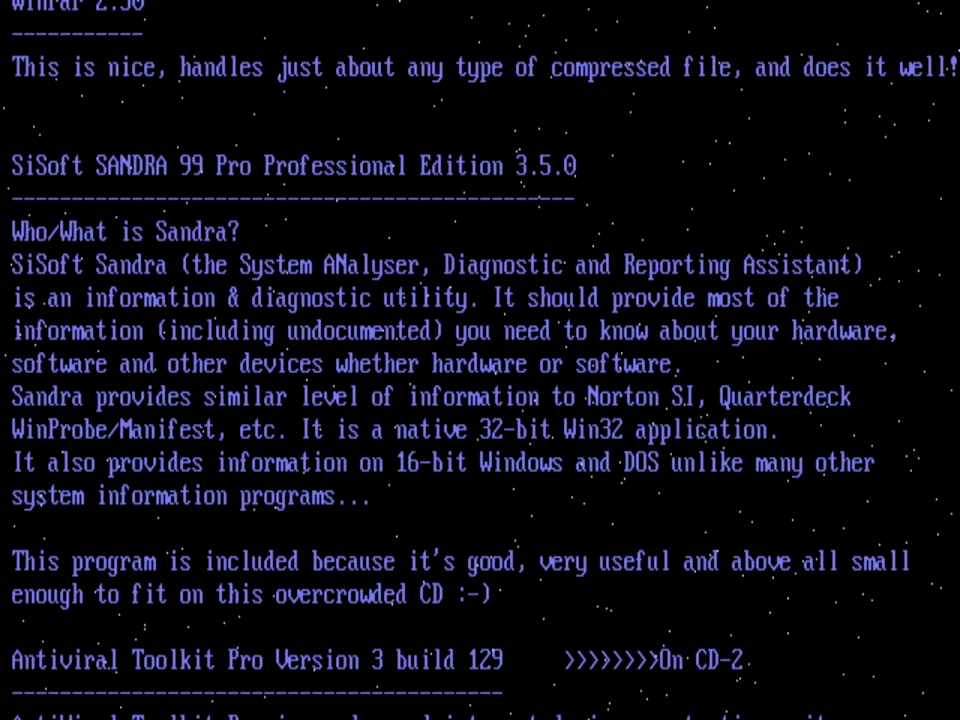 WinRar 2.50
-----------
This is nice, handles just about any type of compressed file, and does it well!
SiSoft SANDRA 99 Pro Professional Edition 3.5.0
-----------------------------------------------
Who/What is Sandra?
SiSoft Sandra (the System ANalyser, Diagnostic and Reporting Assistant)
is an information & diagnostic utility. It should provide most of the
information (including undocumented) you need to know about your hardware,
software and other devices whether hardware or software.
Sandra provides similar level of information to Norton SI, Quarterdeck
WinProbe/Manifest, etc. It is a native 32-bit Win32 application.
It also provides information on 16-bit Windows and DOS unlike many other
system information programs...
This program is included because it's good, very useful and above all small
enough to fit on this overcrowded CD :-)
Antiviral Toolkit Pro Version 3 build 129     >>>>>>>>On CD-2
-----------------------------------------